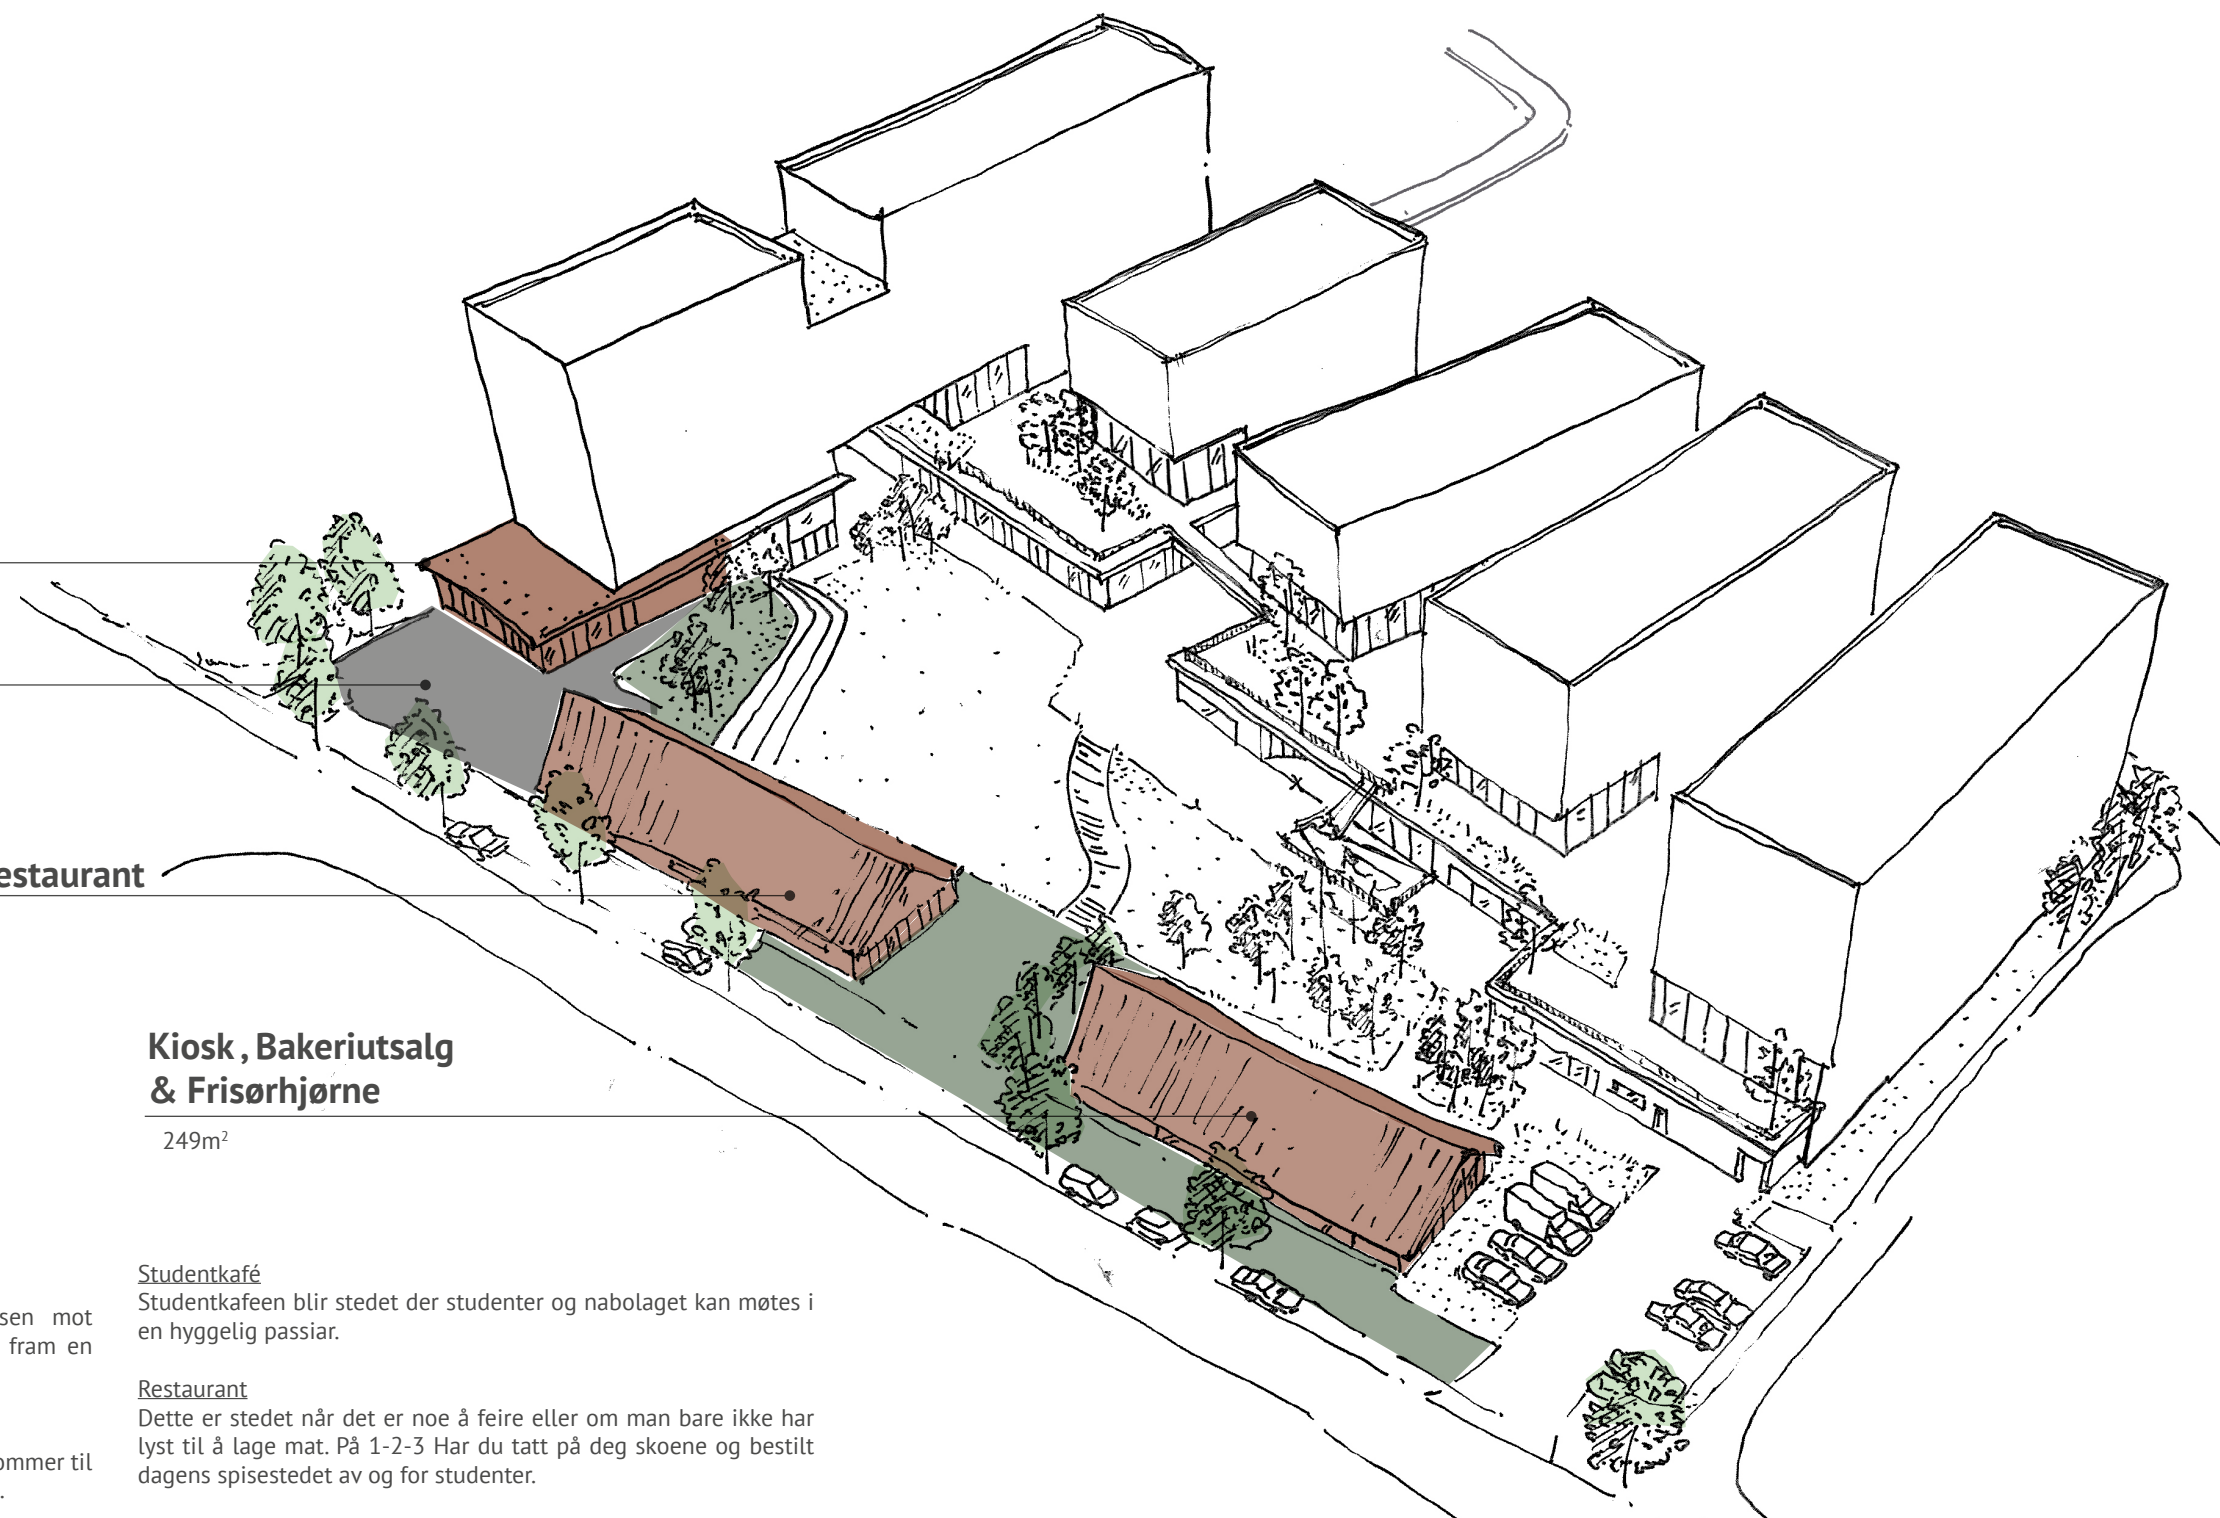 estaurant
Kiosk , Bakeriutsalg
& Frisørhjørne
249m²
sen mot
fram en
ommer til
.
Studentkafé
Studentkafeen blir stedet der studenter og nabolaget kan møtes i
en hyggelig passiar.
Restaurant
Dette er stedet når det er noe å feire eller om man bare ikke har
lyst til å lage mat. På 1-2-3 Har du tatt på deg skoene og bestilt
dagens spisestedet av og for studenter.